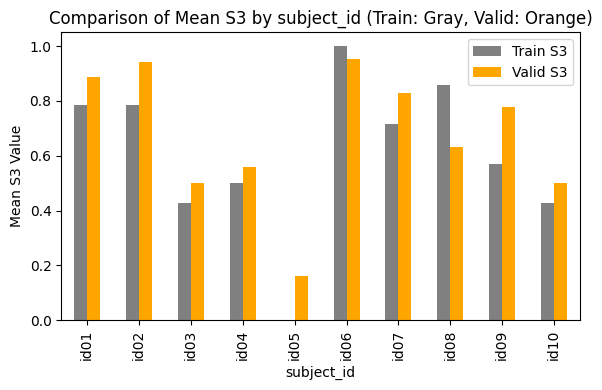 Comparison of Mean S3 by subject_id (Train: Gray, Valid: Orange)
Train S3
Valid S3
Mean S3 Value
1.0
0.8
0.6
0.4
0.2
0.0
id01
id02
id03
id04
id05
id06
id07
id08
id09
id10
subject_id